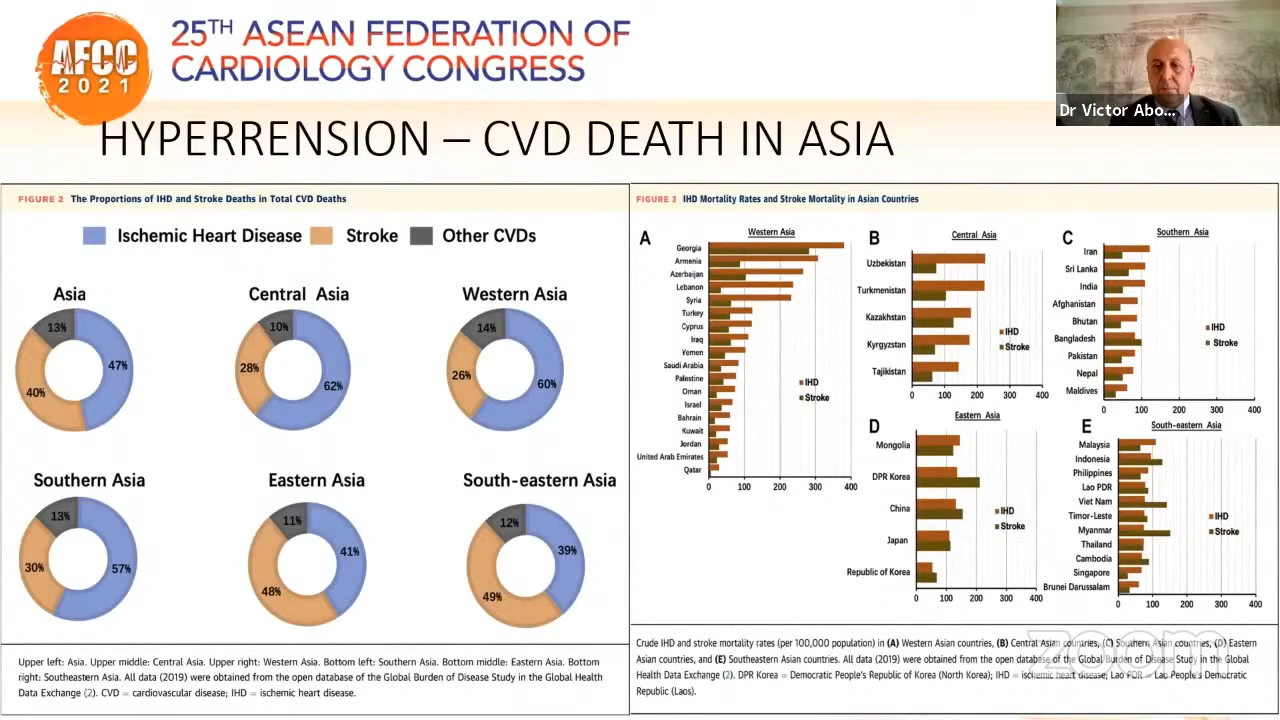 AFCC
2021
25TH ASEAN FEDERATION OF
CARDIOLOGY CONGRESS
Dr Victor Abo...
HYPERRENSION – CVD DEATH IN ASIA
FIGURE 2 The Proportions of IHD and Stroke Deaths in Total CVD Deaths
Ischemic Heart Disease Stroke Other CVDs
Asia
13%
47%
40%
Central Asia
10%
28%
62%
Western Asia
14%
26%
60%
Southern Asia
13%
30%
57%
Eastern Asia
11%
41%
48%
South-eastern Asia
12%
39%
49%
Upper left: Asia. Upper middle: Central Asia. Upper right: Western Asia. Bottom left: Southern Asia. Bottom middle: Eastern Asia. Bottom
right: Southeastern Asia. All data (2019) were obtained from the open database of the Global Burden of Disease Study in the Global Health
Data Exchange (2). CVD = cardiovascular disease; IHD = ischemic heart disease.
FIGURE 3 IHD Mortality Rates and Stroke Mortality in Asian Countries
A
Western Asia
Georgia
Armenia
Azerbaijan
Lebanon
Syria
Turkey
Cyprus
Iraq
Yemen
Saudi Arabia
Palestine
Oman
Israel
Bahrain
Kuwait
Jordan
United Arab Emirates
Qatar
IHD
Stroke
0 100 200 300 400
B
Central Asia
Uzbekistan
Turkmenistan
Kazakhstan
Kyrgyzstan
Tajikistan
IHD
Stroke
0 100 200 300 400
C
Southern Asia
Iran
Sri Lanka
India
Afghanistan
Bhutan
Bangladesh
Pakistan
Nepal
Maldives
IHD
Stroke
0 100 200 300 400
D
Eastern Asia
Mongolia
DPR Korea
China
Japan
Republic of Korea
IHD
Stroke
0 100 200 300 400
E
South-eastern Asia
Malaysia
Indonesia
Philippines
Lao PDR
Viet Nam
Timor-Leste
Myanmar
Thailand
Cambodia
Singapore
Brunei Darussalam
IHD
Stroke
0 100 200 300 400
Crude IHD and stroke mortality rates (per 100,000 population) in (A) Western Asian countries, (B) Central Asian countries, (C) Southern Asian countries, (D) Eastern
Asian countries, and (E) Southeastern Asian countries. All data (2019) were obtained from the open database of the Global Burden of Disease Study in the Global
Health Data Exchange (2). DPR Korea = Democratic People's Republic of Korea (North Korea); IHD = ischemic heart disease; Lao PDR = Lao People's Democratic
Republic (Laos).
zoom